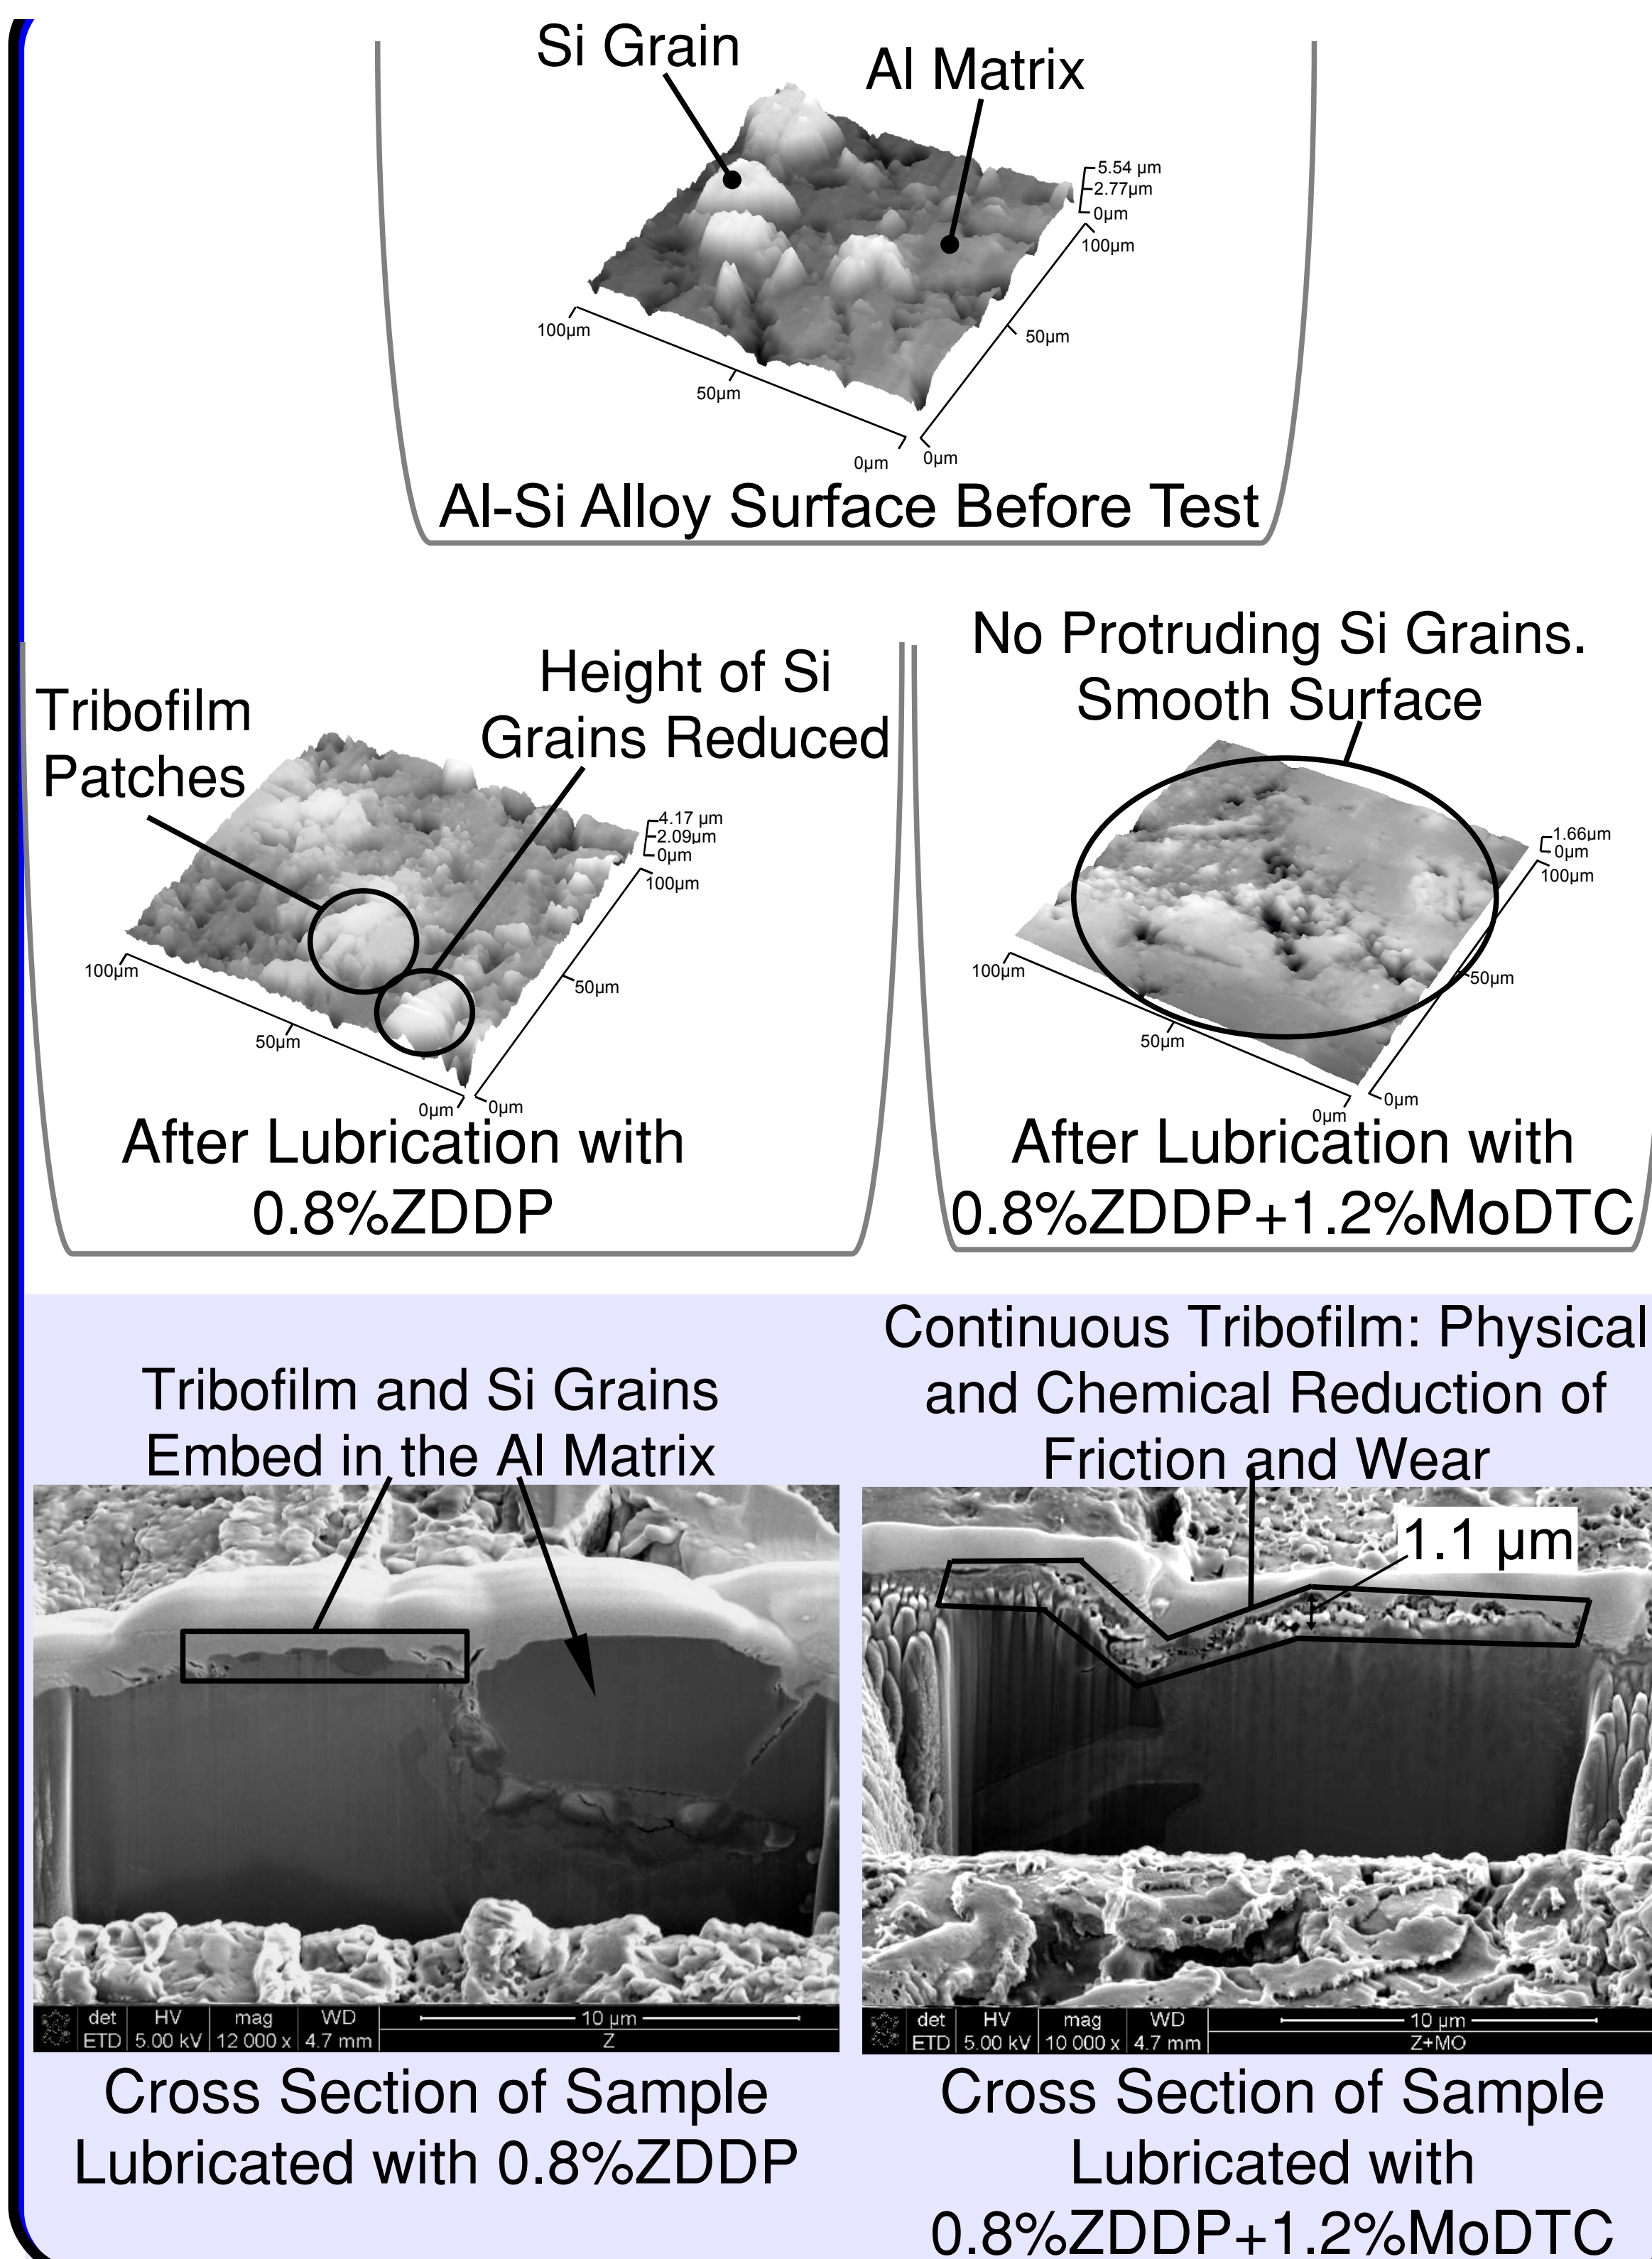 Si Grain
Al Matrix
5.54 µm
2.77µm
0µm
100µm
50µm
0µm
100µm
50µm
0µm
Al-Si Alloy Surface Before Test
Tribofilm
Patches
Height of Si
Grains Reduced
4.17 µm
2.09µm
0µm
100µm
50µm
0µm
100µm
50µm
0µm
After Lubrication with
0.8%ZDDP
No Protruding Si Grains.
Smooth Surface
1.66µm
0µm
100µm
50µm
0µm
100µm
50µm
0µm
After Lubrication with
0.8%ZDDP+1.2%MoDTC
Tribofilm and Si Grains
Embed in the Al Matrix
det HV mag WD 10 µm
ETD 5.00 kV 12 000 x 4.7 mm Z
Cross Section of Sample
Lubricated with 0.8%ZDDP
Continuous Tribofilm: Physical
and Chemical Reduction of
Friction and Wear
1.1 µm
det HV mag WD 10 µm
ETD 5.00 kV 10 000 x 4.7 mm Z+MO
Cross Section of Sample
Lubricated with
0.8%ZDDP+1.2%MoDTC